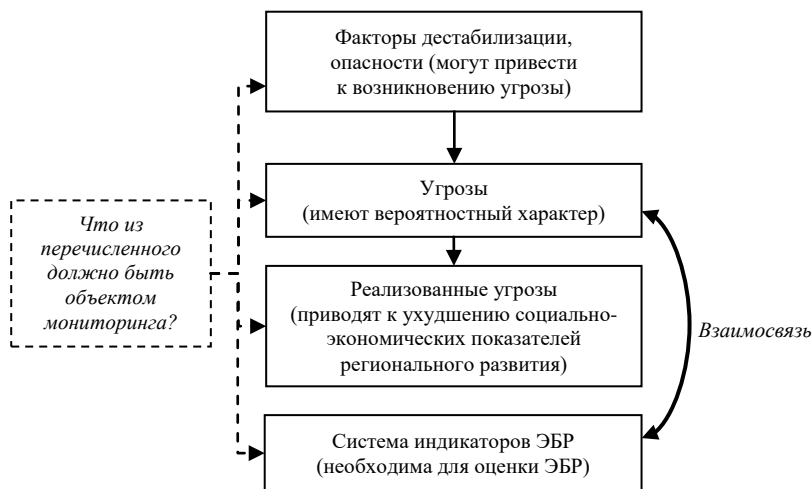 Факторы дестабилизации,
опасности (могут привести
к возникновению угрозы)
Угрозы
(имеют вероятностный характер)
Что из
перечисленного
должно быть
объектом
мониторинга?
Реализованные угрозы
(приводят к ухудшению социально-
экономических показателей
регионального развития)
Взаимосвязь
Система индикаторов ЭБР
(необходима для оценки ЭБР)